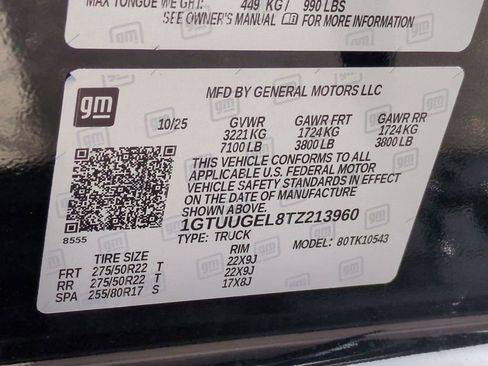 MAX TONGUE WEIGHT: 449 KG / 990 LBS
SEE OWNER'S MANUAL FOR MORE INFORMATION
gm
MFD BY GENERAL MOTORS LLC
10/25 GVWR GAWR FRT GAWR RR
3221 KG 1724 KG 1724 KG
7100 LB 3800 LB 3800 LB
THIS VEHICLE CONFORMS TO ALL
APPLICABLE U.S. FEDERAL MOTOR
VEHICLE SAFETY STANDARDS IN EFFECT
ON THE DATE OF MANUFACTURE
SHOWN ABOVE.
1GTUUGEL8TZ213960
TYPE: TRUCK MODEL: 80TK10543
8555
TIRE SIZE RIM
FRT 275/50R22 T 22X9J
RR 275/50R22 T 22X9J
SPA 255/80R17 S 17X8J